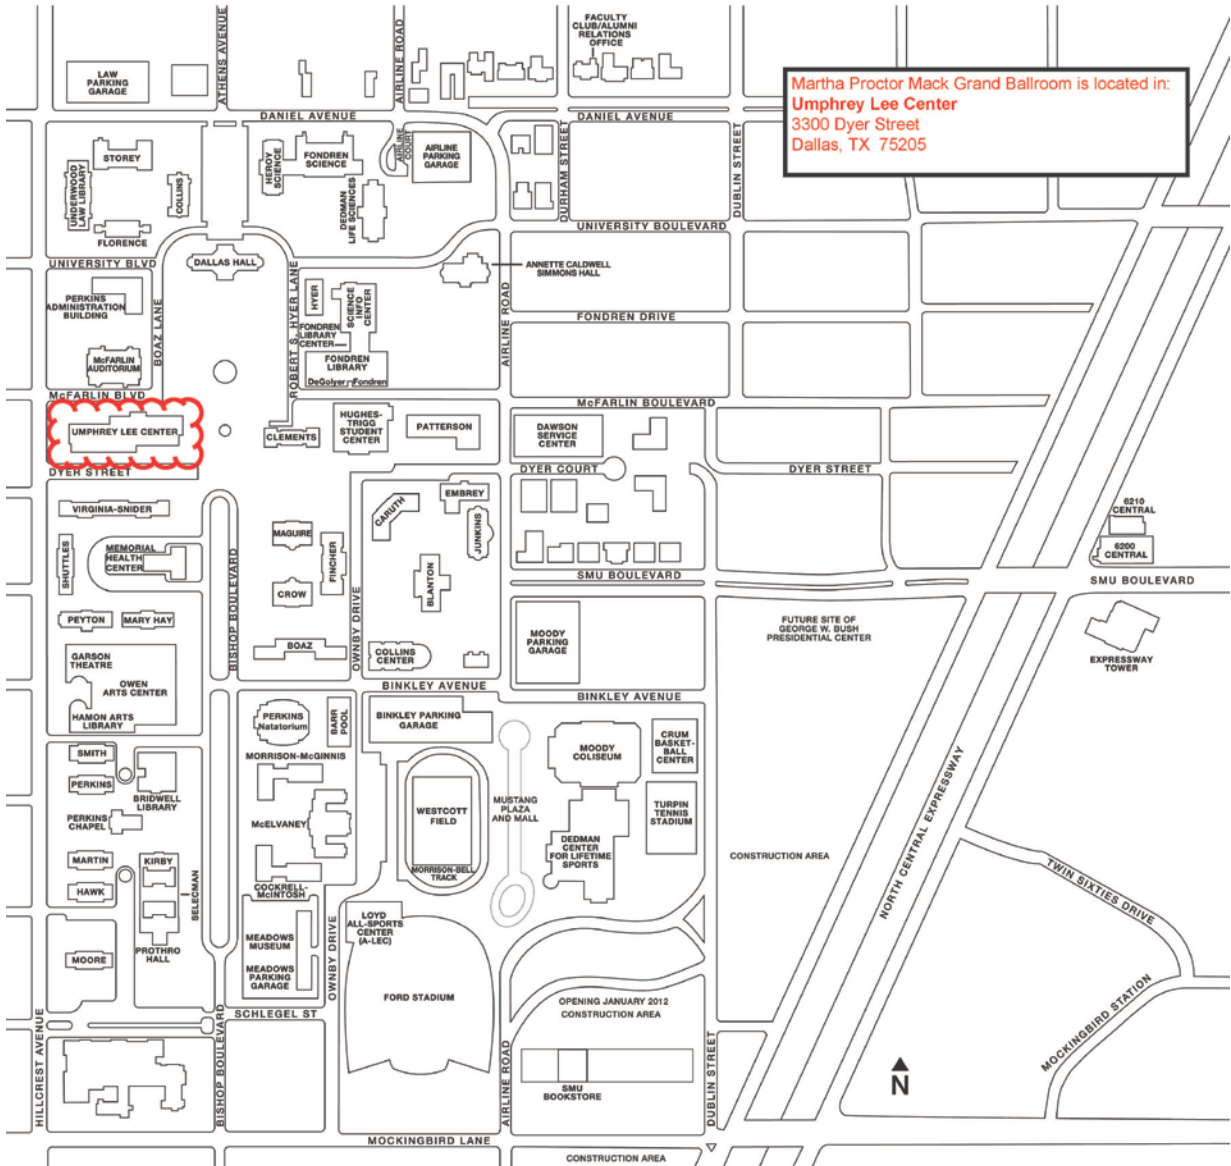 FACULTY
CLUB/ALUMNI
RELATIONS
OFFICE
ATHENS AVENUE
AIRLINE ROAD
LAW
PARKING
GARAGE
Martha Proctor Mack Grand Ballroom is located in:
Umphrey Lee Center
3300 Dyer Street
Dallas, TX 75205
DANIEL AVENUE
DANIEL AVENUE
STOREY
HEROY
SCIENCE
FONDREN
SCIENCE
AIRLINE
COURT
AIRLINE
PARKING
GARAGE
DURHAM STREET
DUBLIN STREET
UNDERWOOD
LAW LIBRARY
COLLINS
DEDMAN
LIFE SCIENCES
FLORENCE
UNIVERSITY BOULEVARD
UNIVERSITY BLVD
DALLAS HALL
ANNETTE CALDWELL
SIMMONS HALL
PERKINS
ADMINISTRATION
BUILDING
BOAZ LANE
ROBERT S. HYER LANE
HYER
SCIENCE
INFO
CENTER
FONDREN
LIBRARY
CENTER
AIRLINE ROAD
FONDREN DRIVE
McFARLIN
AUDITORIUM
FONDREN
LIBRARY
DeGolyer
Fondren
McFARLIN BLVD
McFARLIN BOULEVARD
UMPHREY LEE CENTER
CLEMENTS
HUGHES-
TRIGG
STUDENT
CENTER
PATTERSON
DAWSON
SERVICE
CENTER
DYER STREET
DYER COURT
DYER STREET
VIRGINIA-SNIDER
CARUTH
EMBREY
JUNKINS
6210
CENTRAL
6200
CENTRAL
SHUTTLES
MEMORIAL
HEALTH
CENTER
BISHOP BOULEVARD
MAGUIRE
FINCHER
CROW
OWNBY DRIVE
BLANTON
SMU BOULEVARD
SMU BOULEVARD
PEYTON
MARY HAY
FUTURE SITE OF
GEORGE W. BUSH
PRESIDENTIAL CENTER
MOODY
PARKING
GARAGE
BOAZ
COLLINS
CENTER
EXPRESSWAY
TOWER
GARSON
THEATRE
OWEN
ARTS CENTER
HAMON ARTS
LIBRARY
BINKLEY AVENUE
BINKLEY AVENUE
PERKINS
Natatorium
BARR
POOL
BINKLEY PARKING
GARAGE
MOODY
COLISEUM
CRUM
BASKET-
BALL
CENTER
SMITH
PERKINS
BRIDWELL
LIBRARY
MORRISON-McGINNIS
PERKINS
CHAPEL
McELVANEY
WESTCOTT
FIELD
MUSTANG
PLAZA
AND MALL
TURPIN
TENNIS
STADIUM
DEDMAN
CENTER
FOR LIFETIME
SPORTS
NORTH CENTRAL EXPRESSWAY
CONSTRUCTION AREA
MARTIN
KIRBY
HAWK
SELECMAN
COCKRELL-
McINTOSH
MORRISON-BELL
TRACK
TWIN SIXTIES DRIVE
LOYD
ALL-SPORTS
CENTER
(A-LEC)
MOORE
PROTHRO
HALL
MEADOWS
MUSEUM
MEADOWS
PARKING
GARAGE
OWNBY DRIVE
FORD STADIUM
OPENING JANUARY 2012
CONSTRUCTION AREA
SCHLEGEL ST
HILLCREST AVENUE
BISHOP BOULEVARD
AIRLINE ROAD
DUBLIN STREET
MOCKINGBIRD STATION
SMU
BOOKSTORE
N
MOCKINGBIRD LANE
CONSTRUCTION AREA